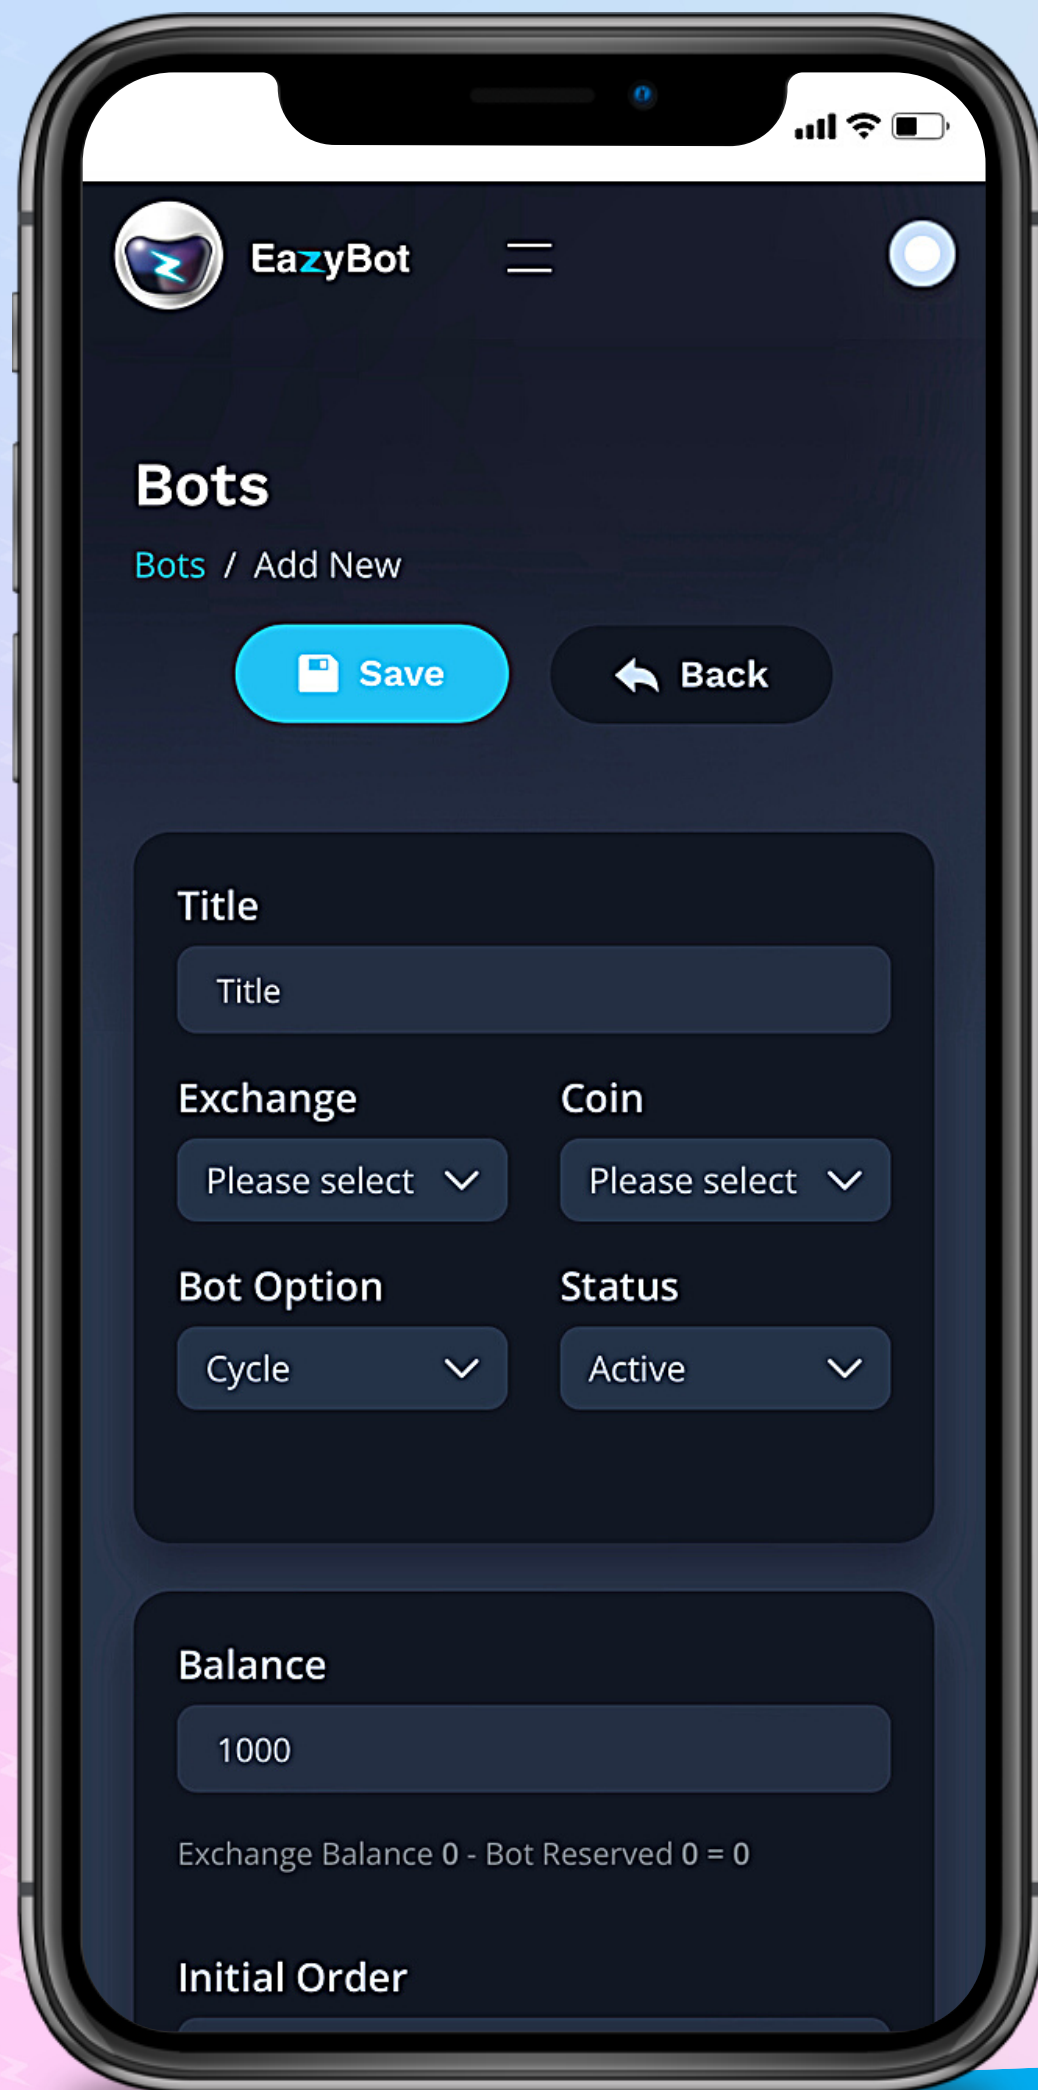 EazyBot
Bots
Bots / Add New
Save Back
Title
Title
Exchange Coin
Please select Please select
Bot Option Status
Cycle Active
Balance
1000
Exchange Balance 0 - Bot Reserved 0 = 0
Initial Order